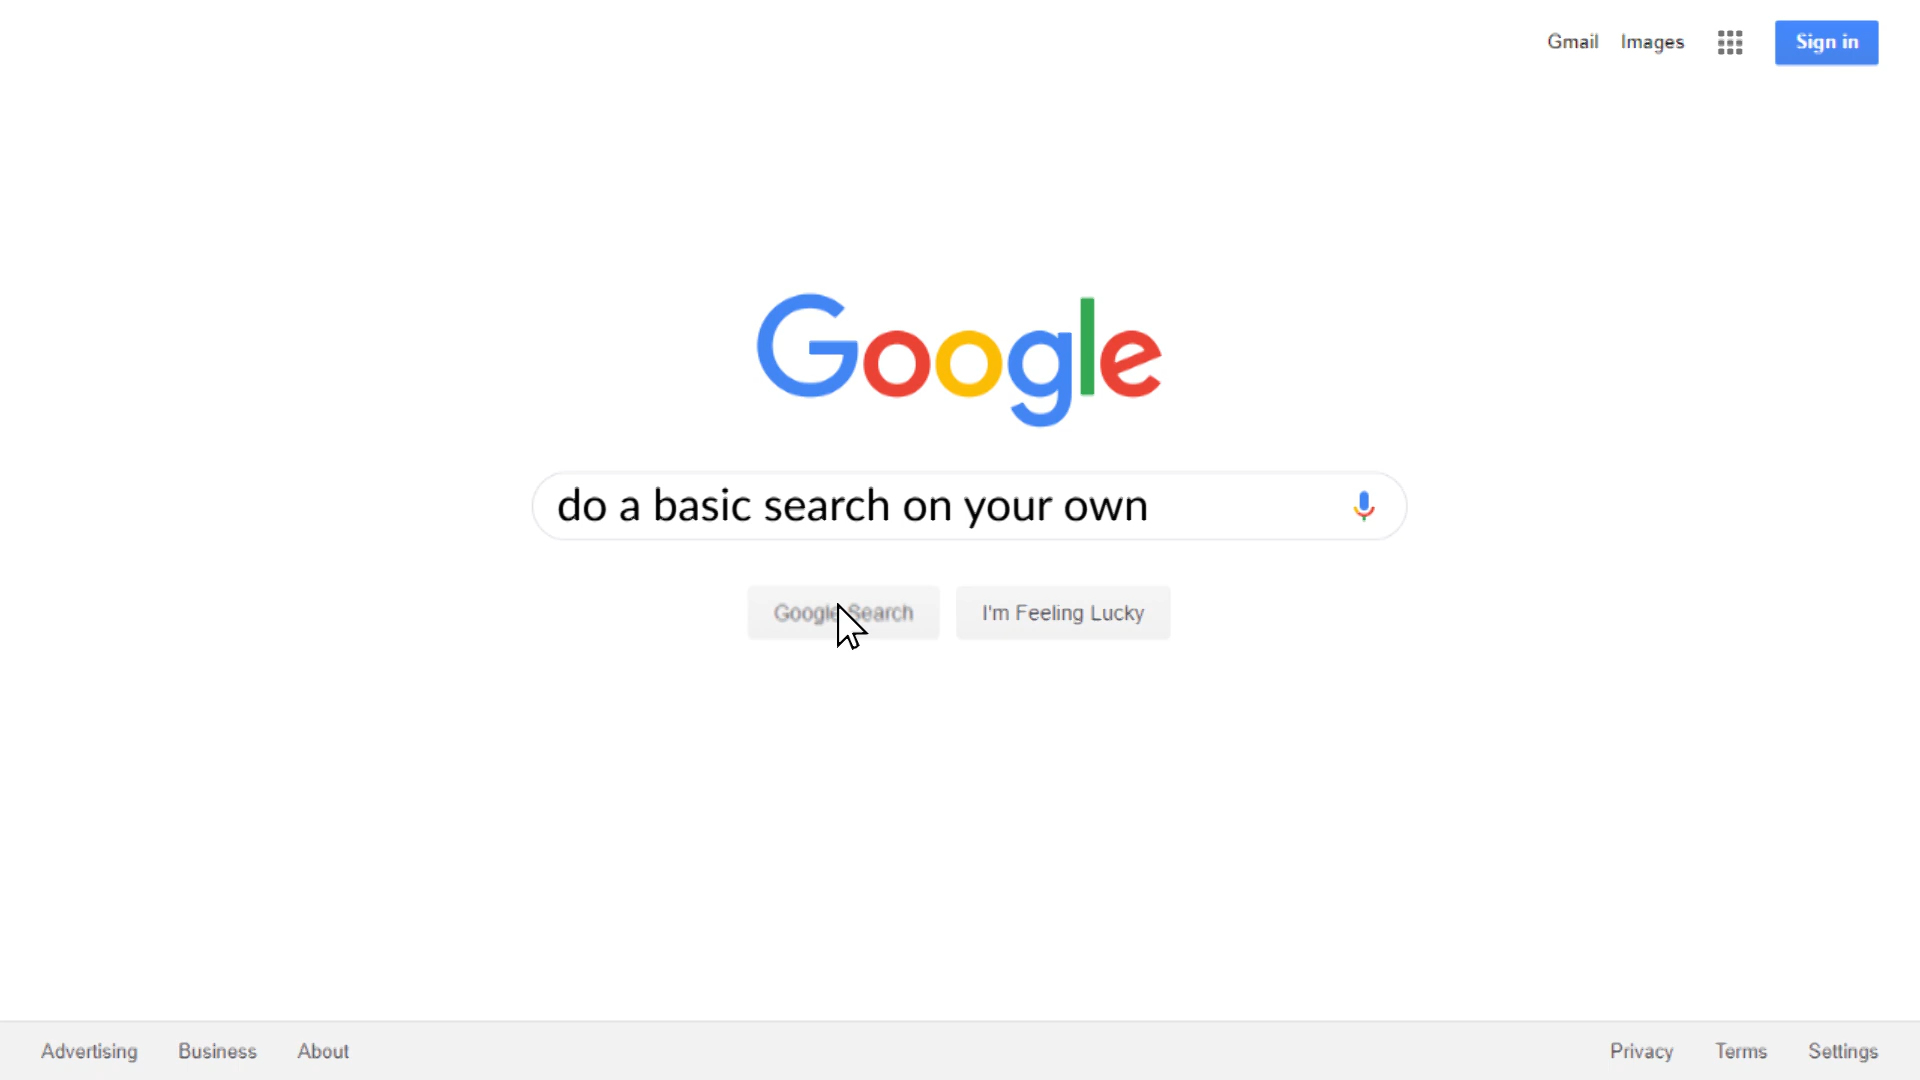 Gmail Images Sign in
Google
do a basic search on your own
Google Search I'm Feeling Lucky
Advertising Business About Privacy Terms Settings